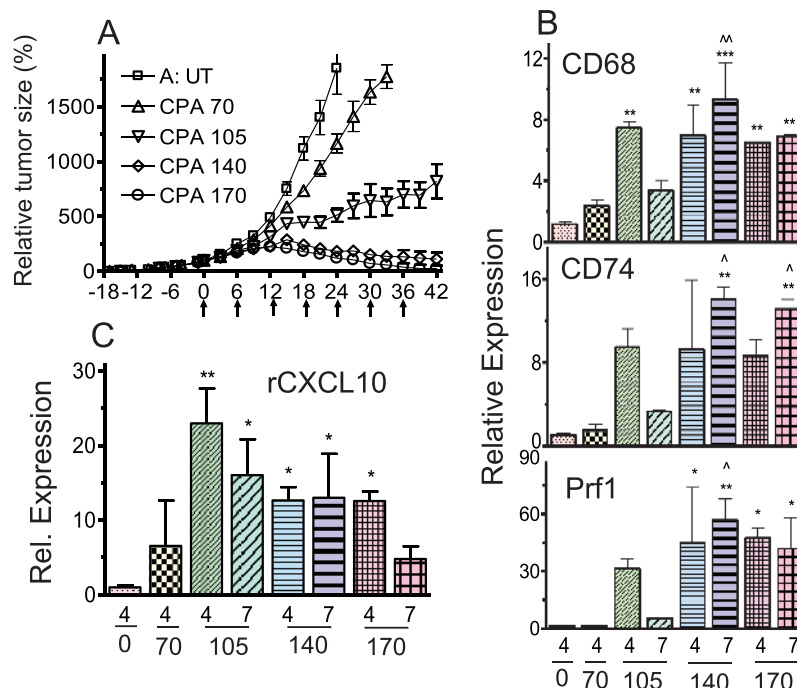 A
Relative tumor size (%)
A: UT
CPA 70
CPA 105
CPA 140
CPA 170
1500
1000
500
0
-18 -12 -6 0 6 12 18 24 30 36 42
B
Relative Expression
CD68
12
8
4
0
** ** *** ^^ ** **
CD74
16
8
0
^ ** ^ **
Prf1
90
60
30
0
* ^ ** * *
4 4 4 7 4 7 4 7
0 70 105 140 170
C
Rel. Expression
rCXCL10
30
20
10
0
** * * * *
4 4 4 7 4 7 4 7
0 70 105 140 170